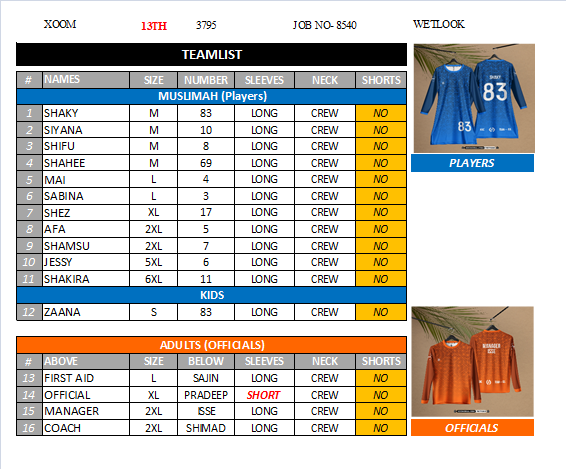 XOOM 13TH 3795 JOB NO- 8540 WETLOOK
TEAMLIST
# NAMES SIZE NUMBER SLEEVES NECK SHORTS
MUSLIMAH (Players)
1 SHAKY M 83 LONG CREW NO
2 SIYANA M 10 LONG CREW NO
3 SHIFU M 8 LONG CREW NO
4 SHAHEE M 69 LONG CREW NO
5 MAI L 4 LONG CREW NO
6 SABINA L 3 LONG CREW NO
7 SHEZ XL 17 LONG CREW NO
8 AFA 2XL 5 LONG CREW NO
9 SHAMSU 2XL 7 LONG CREW NO
10 JESSY 5XL 6 LONG CREW NO
11 SHAKIRA 6XL 11 LONG CREW NO
KIDS
12 ZAANA S 83 LONG CREW NO
ADULTS (OFFICIALS)
# ABOVE SIZE BELOW SLEEVES NECK SHORTS
13 FIRST AID L SAJIN LONG CREW NO
14 OFFICIAL XL PRADEEP SHORT CREW NO
15 MANAGER 2XL ISSE LONG CREW NO
16 COACH 2XL SHIMAD LONG CREW NO
SHAKY
83
83
PLAYERS
MANAGER
ISSE
OFFICIALS